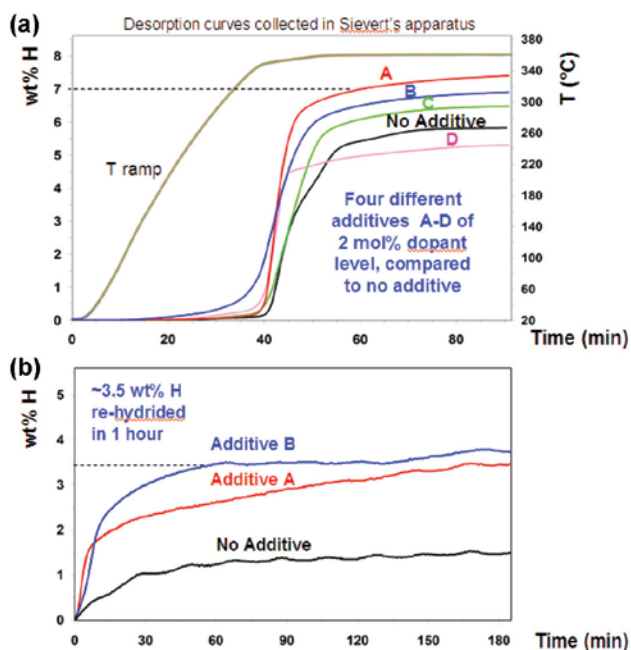 (a)
Desorption curves collected in Sievert's apparatus
wt% H
T (°C)
8
7
6
5
4
3
2
1
0
380
340
300
260
220
180
140
100
60
20
T ramp
A
B
C
No Additive
D
Four different
additives A-D of
2 mol% dopant
level, compared
to no additive
0
20
40
60
80
Time (min)
(b)
wt% H
5
4
3
2
1
0
~3.5 wt% H
re-hydrided
in 1 hour
Additive B
Additive A
No Additive
0
30
60
90
120
150
180
Time (min)